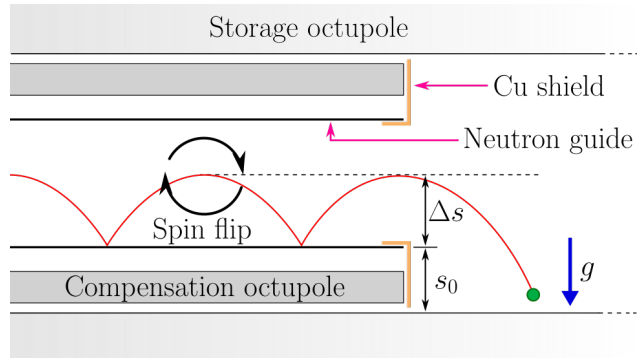 Storage octupole
Cu shield
Neutron guide
Spin flip
Δs
Compensation octupole
s₀
g